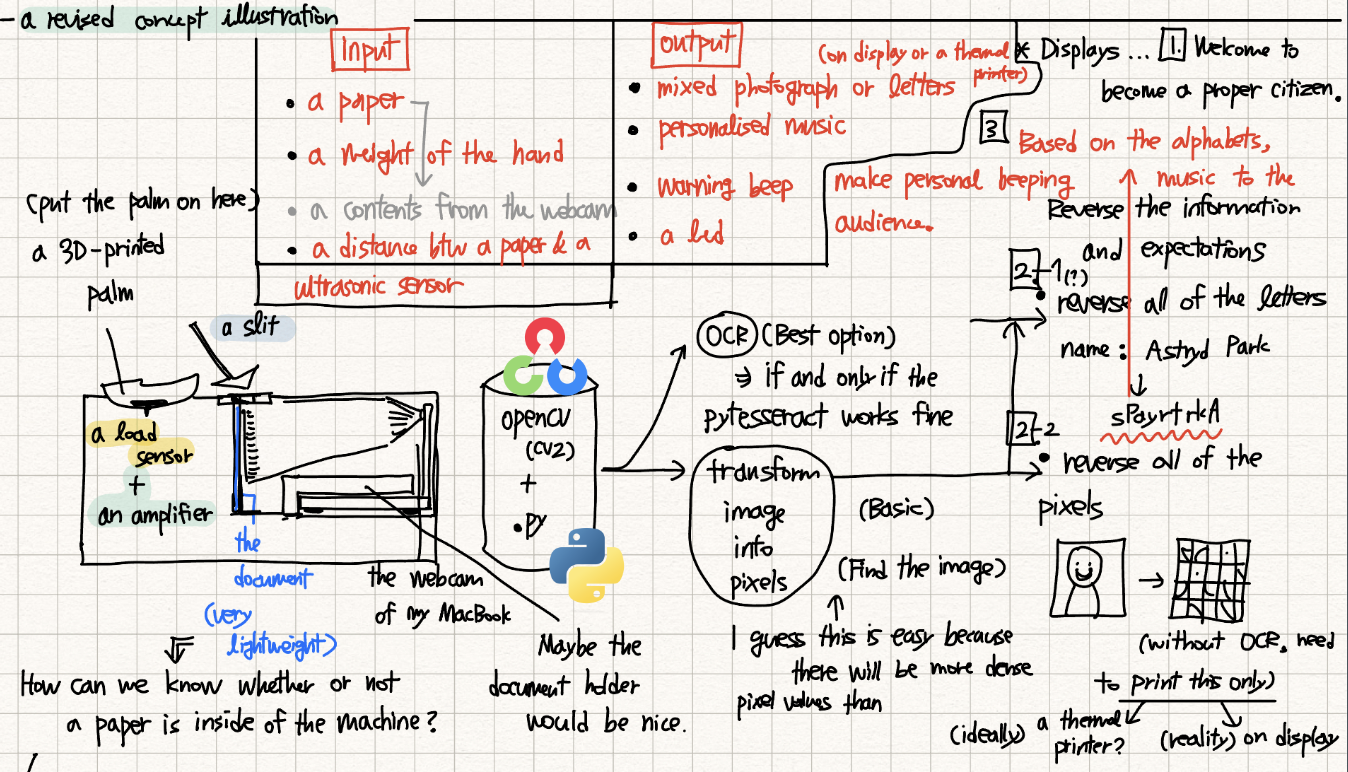 - a revised concept illustration
Input
• a paper
• a weight of the hand
• a contents from the webcam
• a distance btw a paper & a
ultrasonic sensor
output
(on display or a thermal
printer)
• mixed photograph or letters
• personalised music
• warning beep
• a led
* Displays ... 1. Welcome to
become a proper citizen.
3 Based on the alphabets,
make personal beeping music to the
audience.
(put the palm on here)
a 3D-printed
palm
a slit
a load
sensor
+
an amplifier
the
document
(very
lightweight)
the webcam
of my MacBook
How can we know whether or not
a paper is inside of the machine?
openCV
(cv2)
+
.py
Maybe the
document holder
would be nice.
OCR (Best option)
⇒ if and only if the
pytesseract works fine
transform
image
info
pixels
(Basic)
(Find the image)
I guess this is easy because
there will be more dense
pixel values than
Reverse the information
and expectations
2-1 (?)
• reverse all of the letters
name : Astryd Park
sPayrtrkA
2-2
• reverse all of the
pixels
(without OCR, need
to print this only)
(ideally) a thermal
printer?
(reality) on display